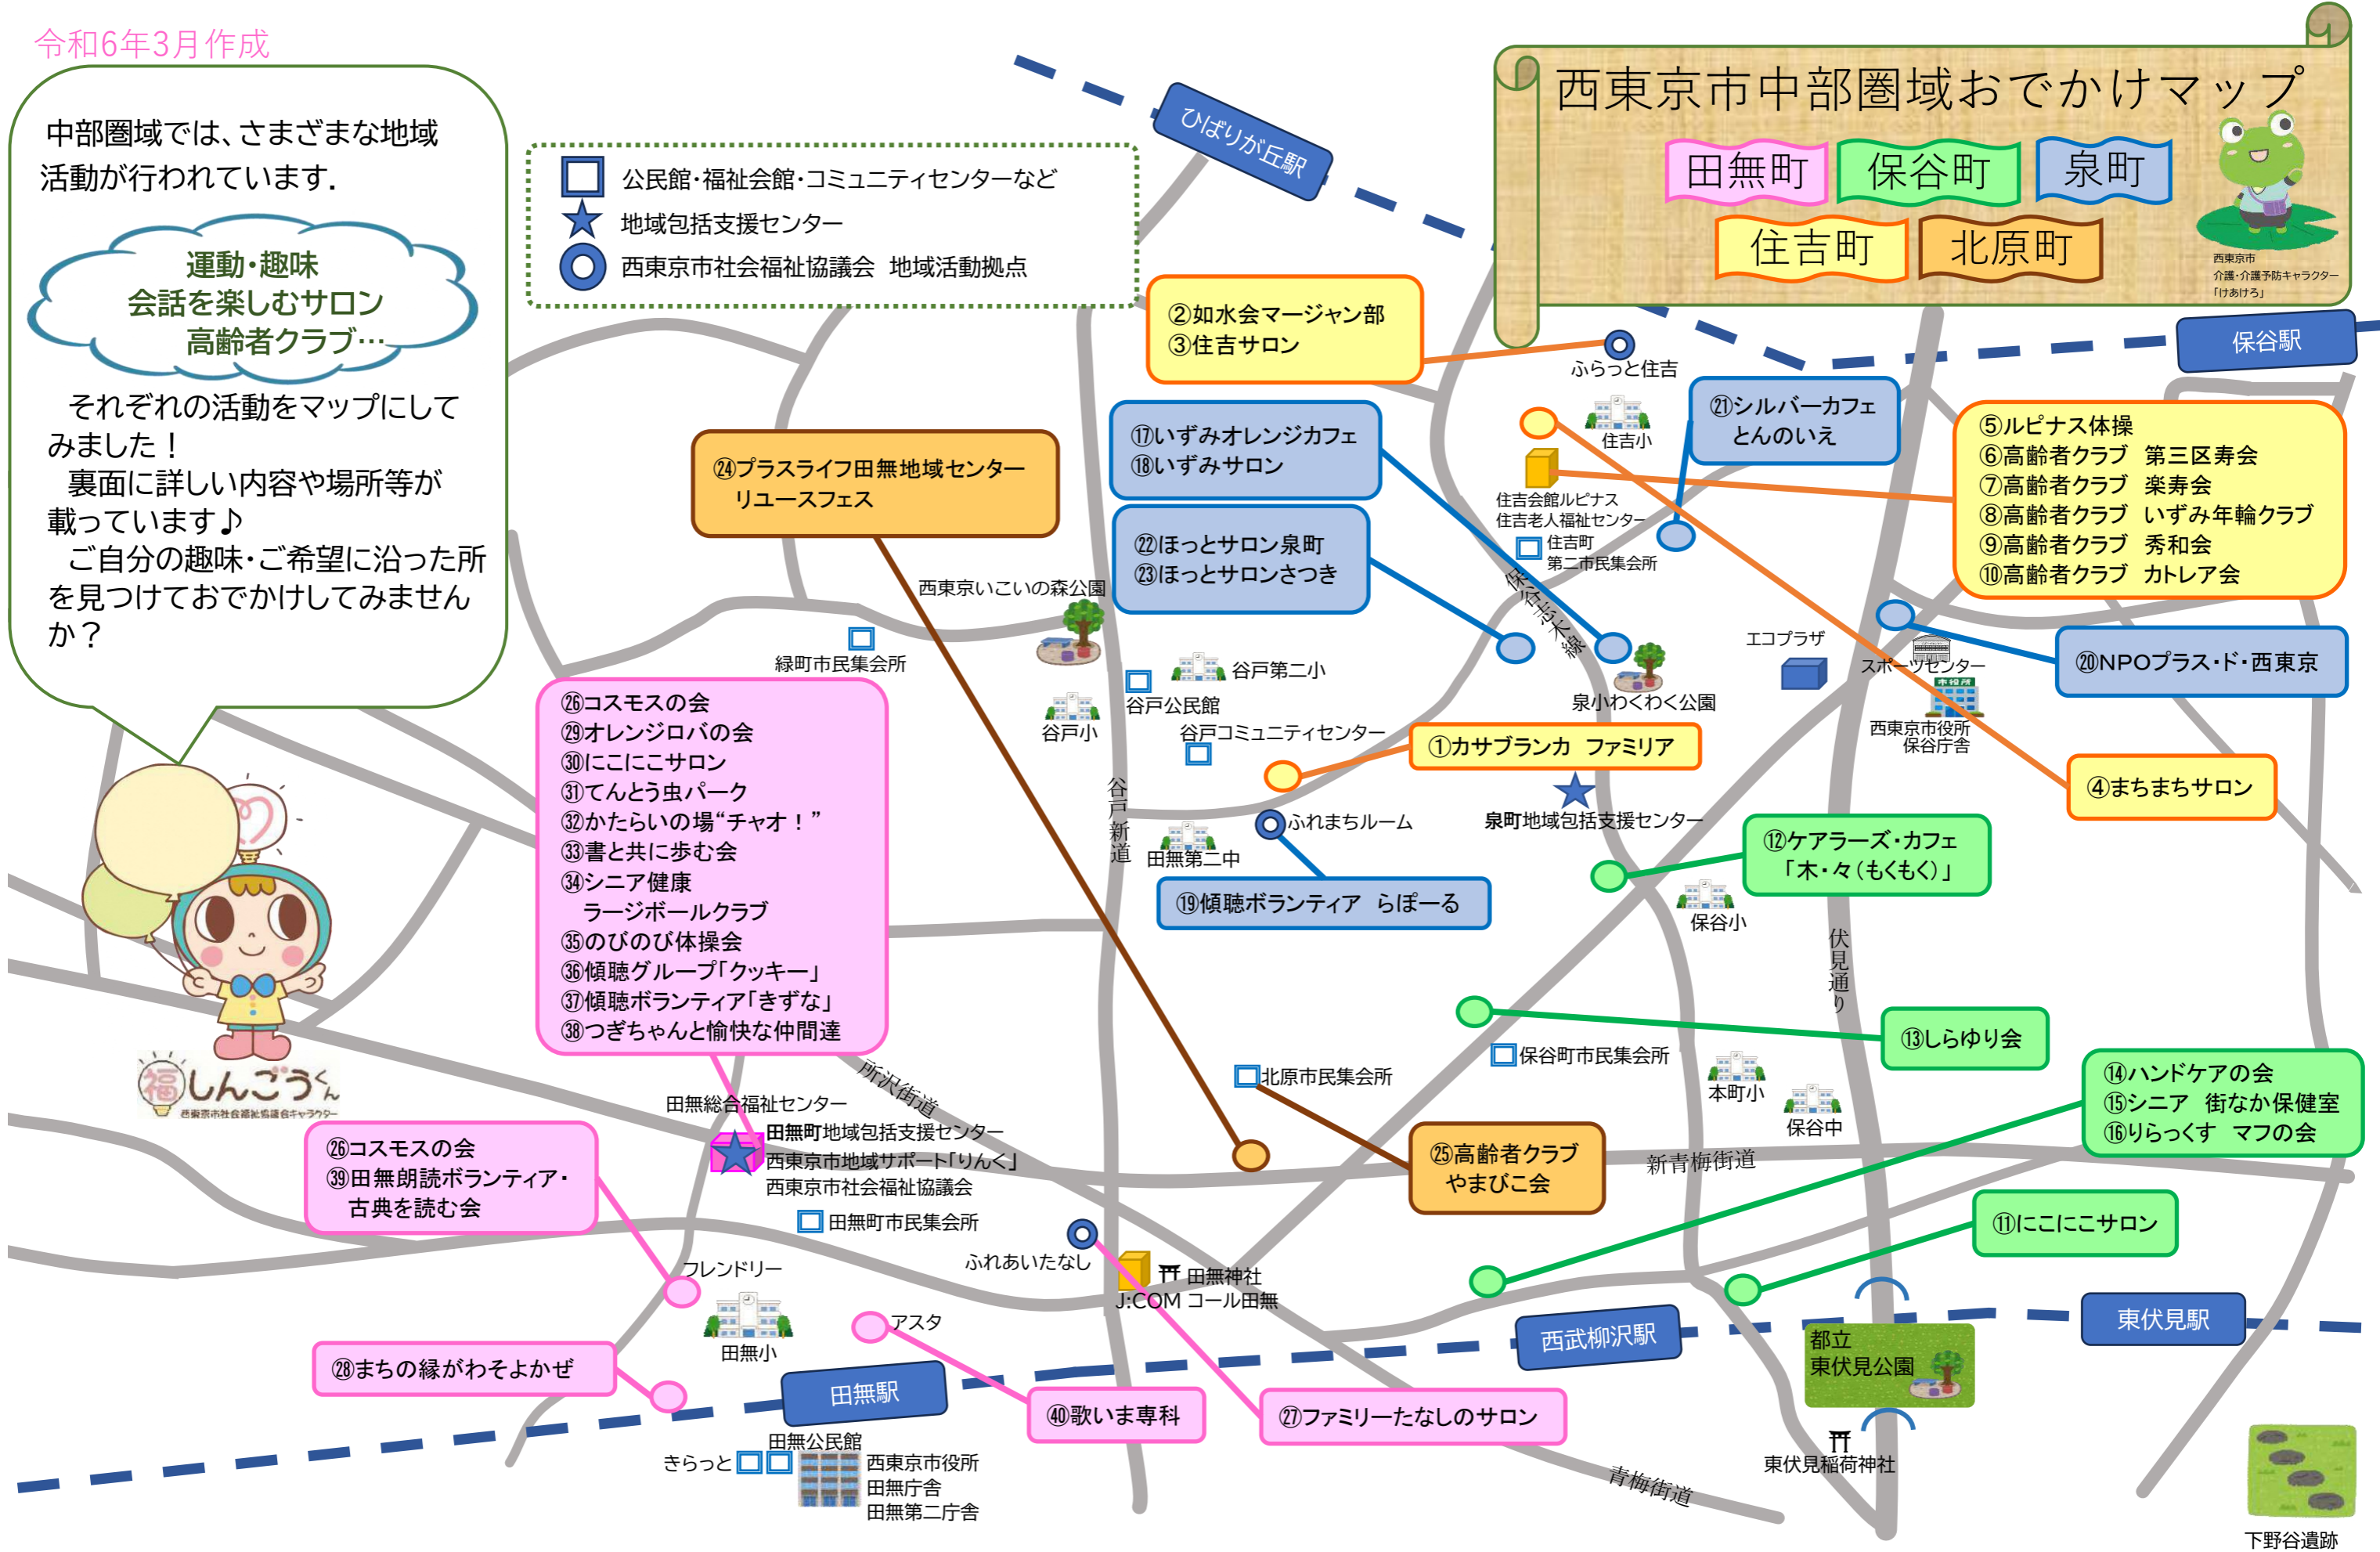 令和6年3月作成
中部圏域では、さまざまな地域
活動が行われています.
運動・趣味
会話を楽しむサロン
高齢者クラブ…
それぞれの活動をマップにして
みました！
裏面に詳しい内容や場所等が
載っています♪
ご自分の趣味・ご希望に沿った所
を見つけておでかけしてみません
か？
福しんごうくん
西東京市社会福祉協議会キャラクター
公民館・福祉会館・コミュニティセンターなど
地域包括支援センター
西東京市社会福祉協議会 地域活動拠点
西東京市中部圏域おでかけマップ
田無町
保谷町
泉町
住吉町
北原町
西東京市
介護・介護予防キャラクター
「けあけろ」
ひばりが丘駅
保谷駅
②如水会マージャン部
③住吉サロン
ふらっと住吉
住吉小
㉑シルバーカフェ
とんのいえ
⑤ルピナス体操
⑥高齢者クラブ 第三区寿会
⑦高齢者クラブ 楽寿会
⑧高齢者クラブ いずみ年輪クラブ
⑨高齢者クラブ 秀和会
⑩高齢者クラブ カトレア会
⑰いずみオレンジカフェ
⑱いずみサロン
㉔プラスライフ田無地域センター
リユースフェス
住吉会館ルピナス
住吉老人福祉センター
住吉町
第二市民集会所
㉒ほっとサロン泉町
㉓ほっとサロンさつき
保谷志木線
西東京いこいの森公園
緑町市民集会所
谷戸第二小
谷戸公民館
谷戸小
谷戸コミュニティセンター
泉小わくわく公園
エコプラザ
スポーツセンター
市役所
西東京市役所
保谷庁舎
⑳NPOプラス・ド・西東京
①カサブランカ ファミリア
④まちまちサロン
泉町地域包括支援センター
谷戸新道
ふれまちルーム
田無第二中
⑲傾聴ボランティア らぽーる
⑫ケアラーズ・カフェ
「木・々（もくもく）」
保谷小
伏見通り
㉖コスモスの会
㉙オレンジロバの会
㉚にこにこサロン
㉛てんとう虫パーク
㉜かたらいの場“チャオ！”
㉝書と共に歩む会
㉞シニア健康
ラージボールクラブ
㉟のびのび体操会
㊱傾聴グループ「クッキー」
㊲傾聴ボランティア「きずな」
㊳つぎちゃんと愉快な仲間達
⑬しらゆり会
保谷町市民集会所
本町小
保谷中
⑭ハンドケアの会
⑮シニア 街なか保健室
⑯りらっくす マフの会
北原市民集会所
所沢街道
田無総合福祉センター
田無町地域包括支援センター
西東京市地域サポート「りんく」
西東京市社会福祉協議会
田無町市民集会所
㉕高齢者クラブ
やまびこ会
新青梅街道
⑪にこにこサロン
㉖コスモスの会
㊴田無朗読ボランティア・
古典を読む会
フレンドリー
田無小
アスタ
ふれあいたなし
田無神社
J:COM コール田無
㉘まちの縁がわそよかぜ
田無駅
西武柳沢駅
東伏見駅
都立
東伏見公園
㊵歌いま専科
㉗ファミリーたなしのサロン
田無公民館
きらっと
西東京市役所
田無庁舎
田無第二庁舎
青梅街道
東伏見稲荷神社
下野谷遺跡